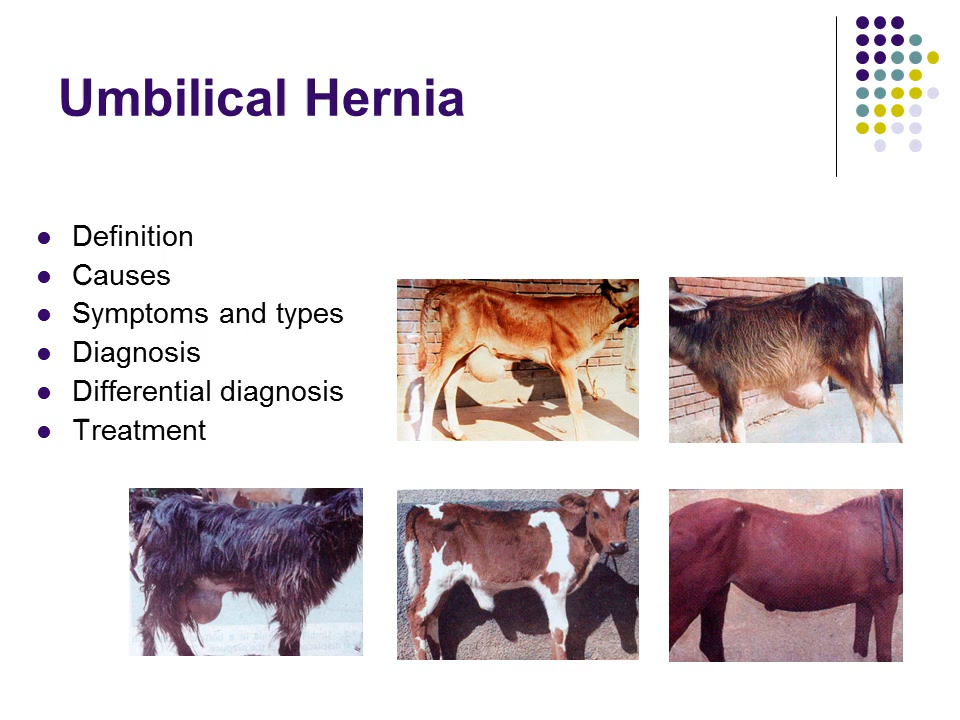 Umbilical Hernia
Definition
Causes
Symptoms and types
Diagnosis
Differential diagnosis
Treatment